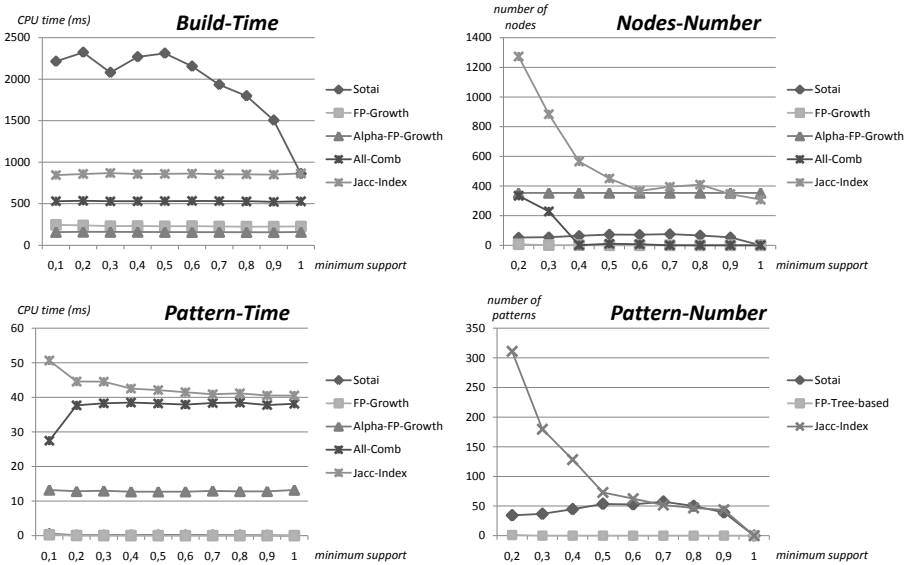 CPU time (ms)
Build-Time
2500
2000
1500
1000
500
0
0,1 0,2 0,3 0,4 0,5 0,6 0,7 0,8 0,9 1 minimum support
Sotai
FP-Growth
Alpha-FP-Growth
All-Comb
Jacc-Index
number of
nodes
Nodes-Number
1400
1200
1000
800
600
400
200
0
0,2 0,3 0,4 0,5 0,6 0,7 0,8 0,9 1 minimum support
Sotai
FP-Growth
Alpha-FP-Growth
All-Comb
Jacc-Index
CPU time (ms)
Pattern-Time
60
50
40
30
20
10
0
0,1 0,2 0,3 0,4 0,5 0,6 0,7 0,8 0,9 1 minimum support
Sotai
FP-Growth
Alpha-FP-Growth
All-Comb
Jacc-Index
number of
patterns
Pattern-Number
350
300
250
200
150
100
50
0
0,2 0,3 0,4 0,5 0,6 0,7 0,8 0,9 1 minimum support
Sotai
FP-Tree-based
Jacc-Index